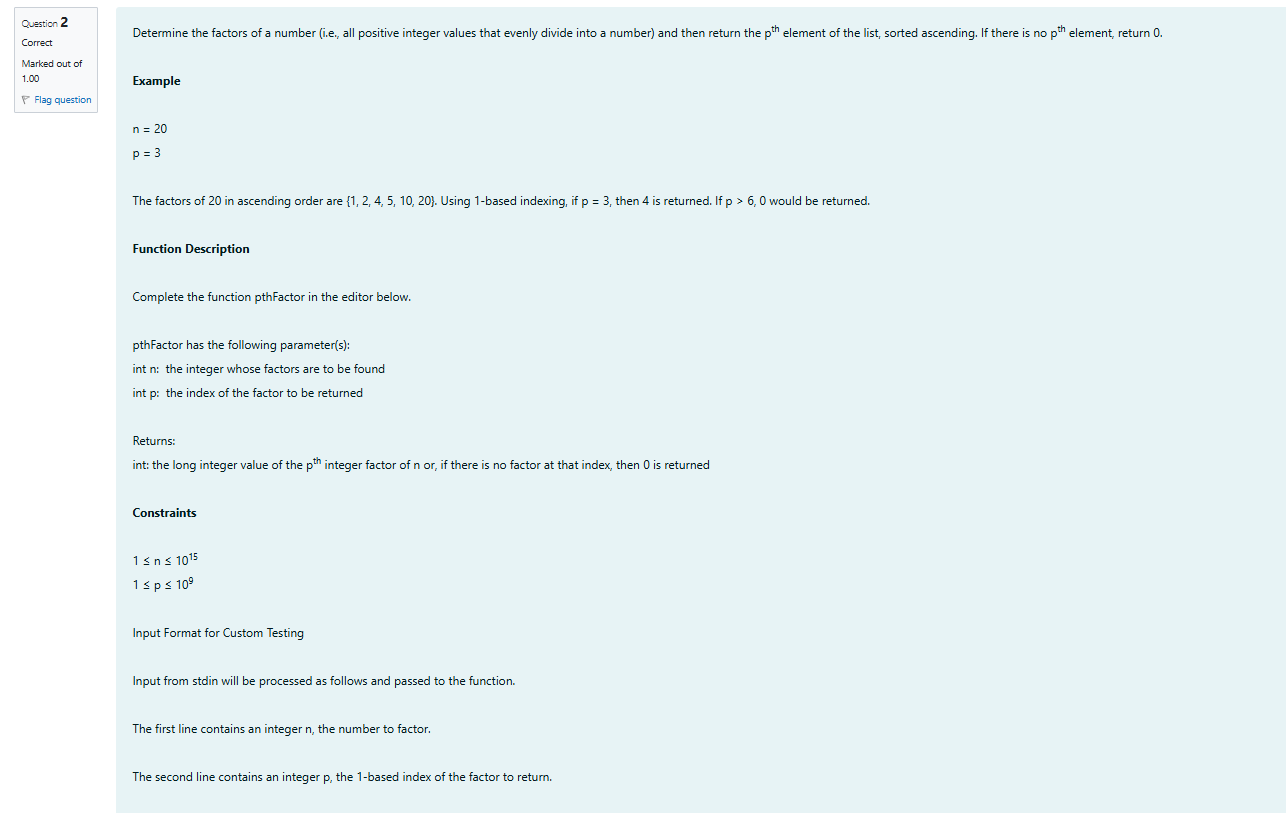 Question 2
Correct
Marked out of
1.00
Flag question
Determine the factors of a number (i.e., all positive integer values that evenly divide into a number) and then return the pth element of the list, sorted ascending. If there is no pth element, return 0.
Example
n = 20
p = 3
The factors of 20 in ascending order are {1, 2, 4, 5, 10, 20}. Using 1-based indexing, if p = 3, then 4 is returned. If p > 6, 0 would be returned.
Function Description
Complete the function pthFactor in the editor below.
pthFactor has the following parameter(s):
int n: the integer whose factors are to be found
int p: the index of the factor to be returned
Returns:
int: the long integer value of the pth integer factor of n or, if there is no factor at that index, then 0 is returned
Constraints
1 ≤ n ≤ 10^15
1 ≤ p ≤ 10^9
Input Format for Custom Testing
Input from stdin will be processed as follows and passed to the function.
The first line contains an integer n, the number to factor.
The second line contains an integer p, the 1-based index of the factor to return.